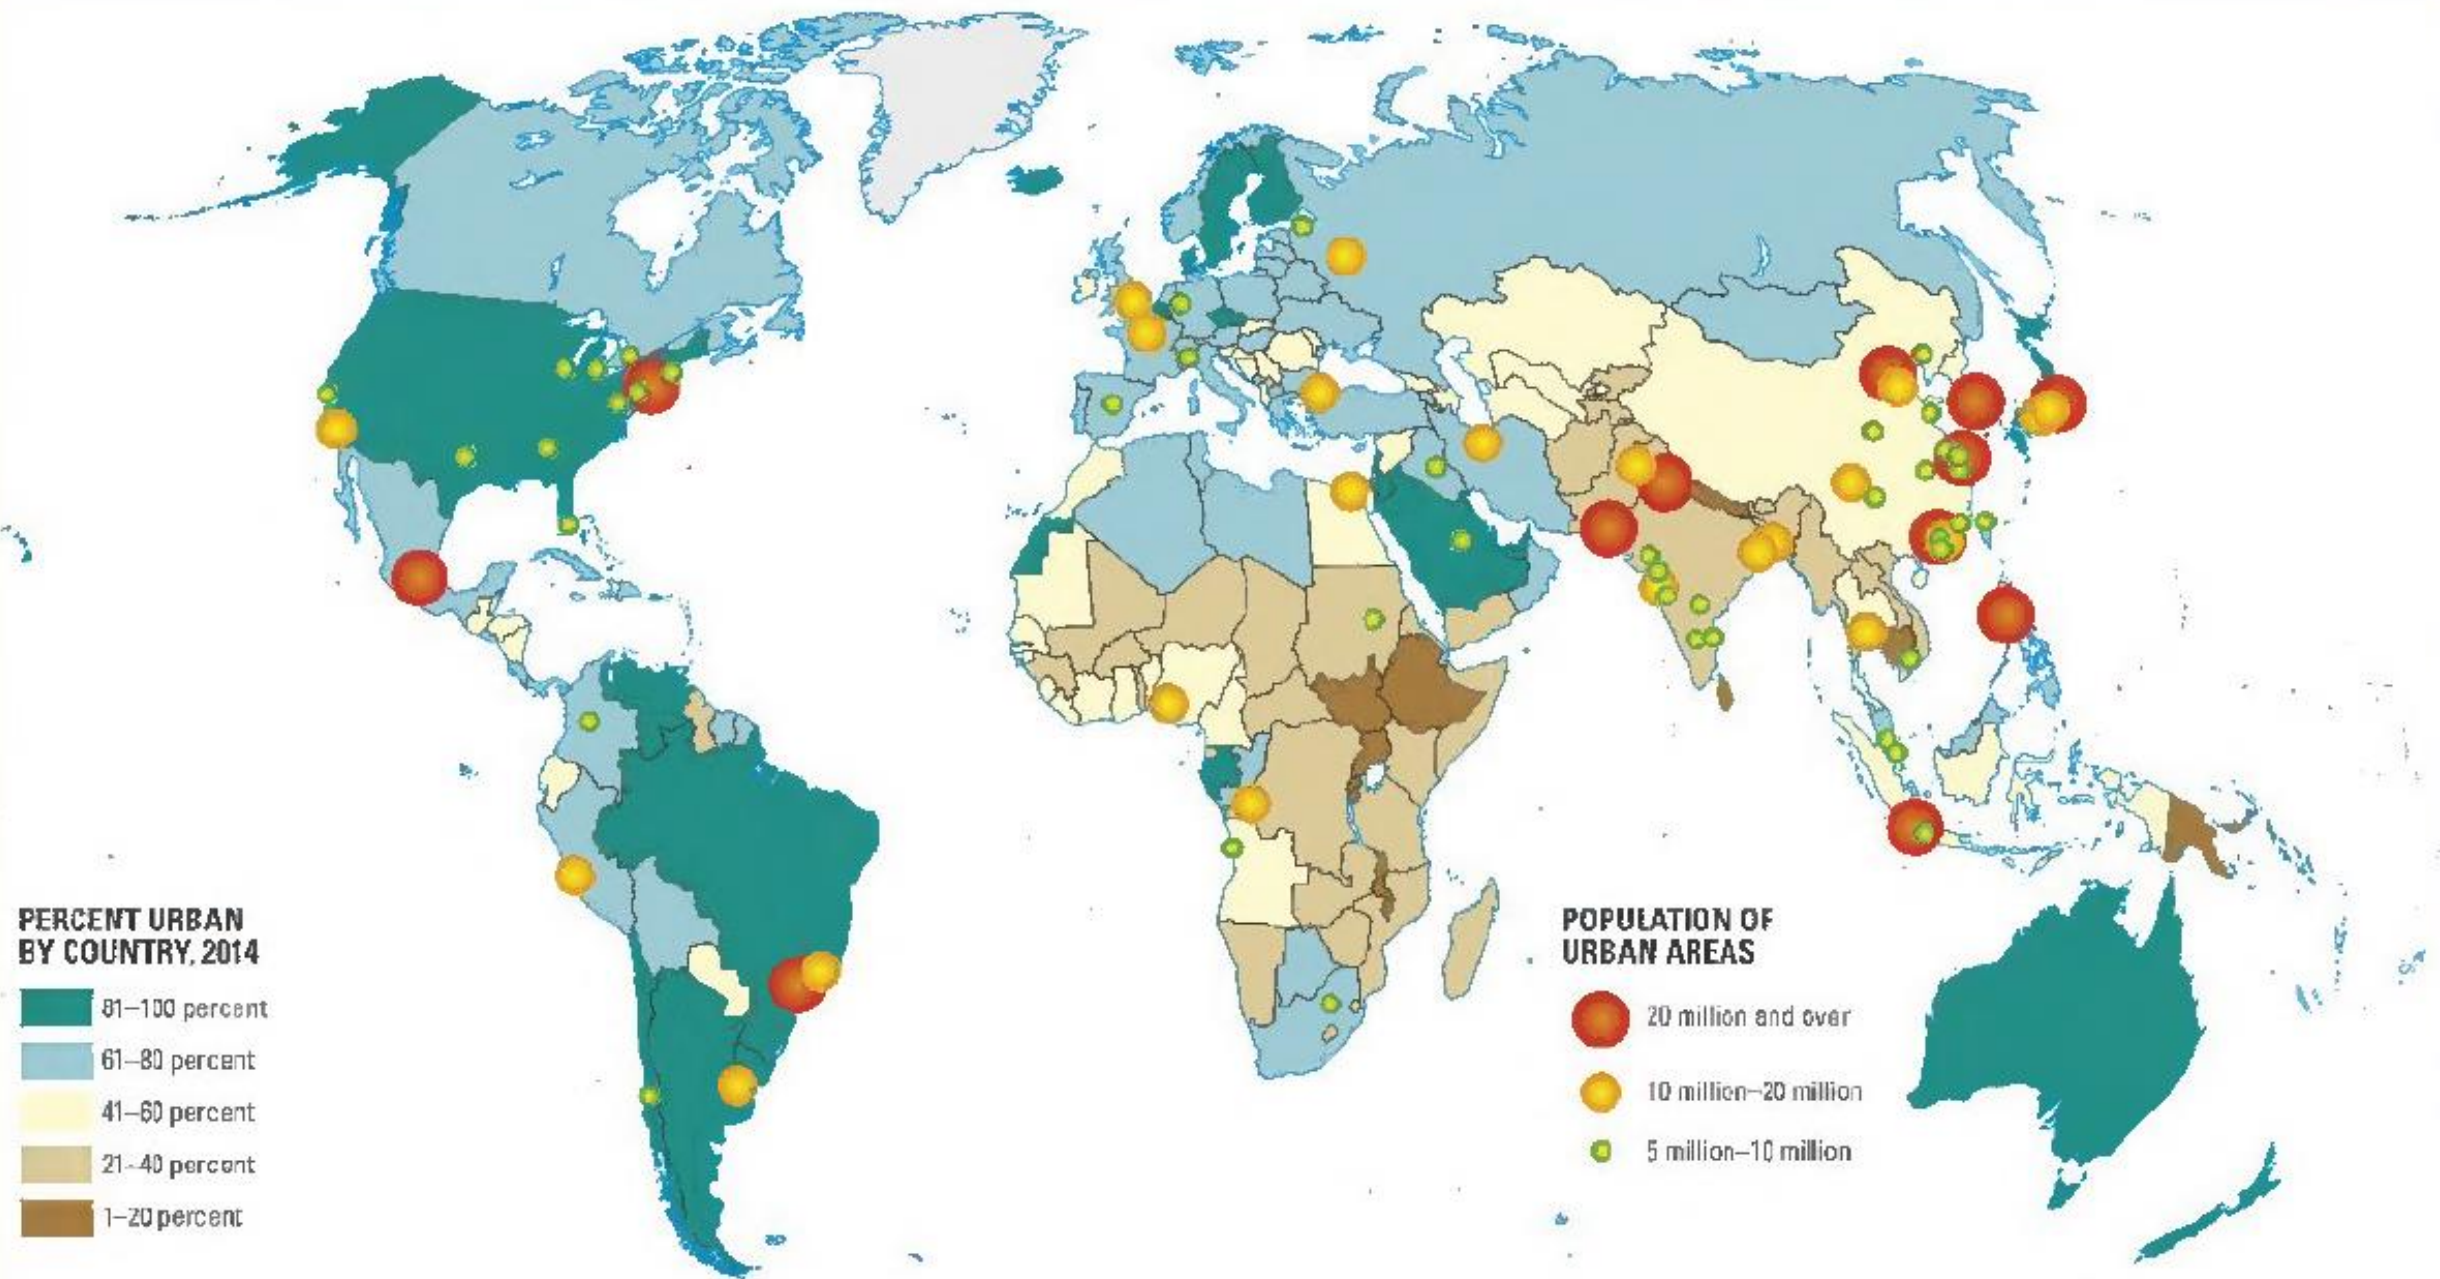 PERCENT URBAN
BY COUNTRY, 2014
81–100 percent
61–80 percent
41–60 percent
21–40 percent
1–20 percent
POPULATION OF
URBAN AREAS
20 million and over
10 million–20 million
5 million–10 million